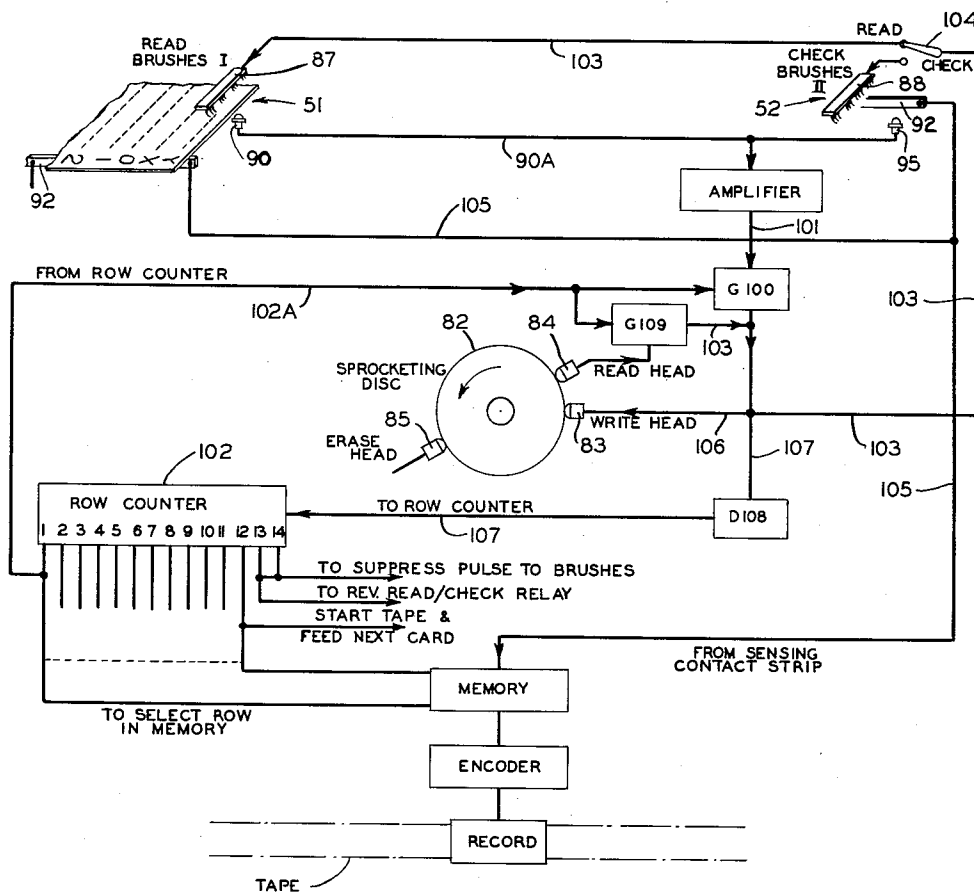 READ 104
READ
BRUSHES I 87
103
CHECK
BRUSHES
II
CHECK
88
51
52
92
90
90A
95
2 1 0 X Y
92
AMPLIFIER
105
101
FROM ROW COUNTER
102A
G100
103
82
84
G109
103
SPROCKETING
DISC
READ HEAD
85
WRITE HEAD
ERASE
HEAD
83
106
107
103
102
105
ROW COUNTER
TO ROW COUNTER
107
D108
1 2 3 4 5 6 7 8 9 10 11 12 13 14
TO SUPPRESS PULSE TO BRUSHES
TO REV. READ/CHECK RELAY
START TAPE &
FEED NEXT CARD
FROM SENSING
CONTACT STRIP
MEMORY
TO SELECT ROW
IN MEMORY
ENCODER
RECORD
TAPE